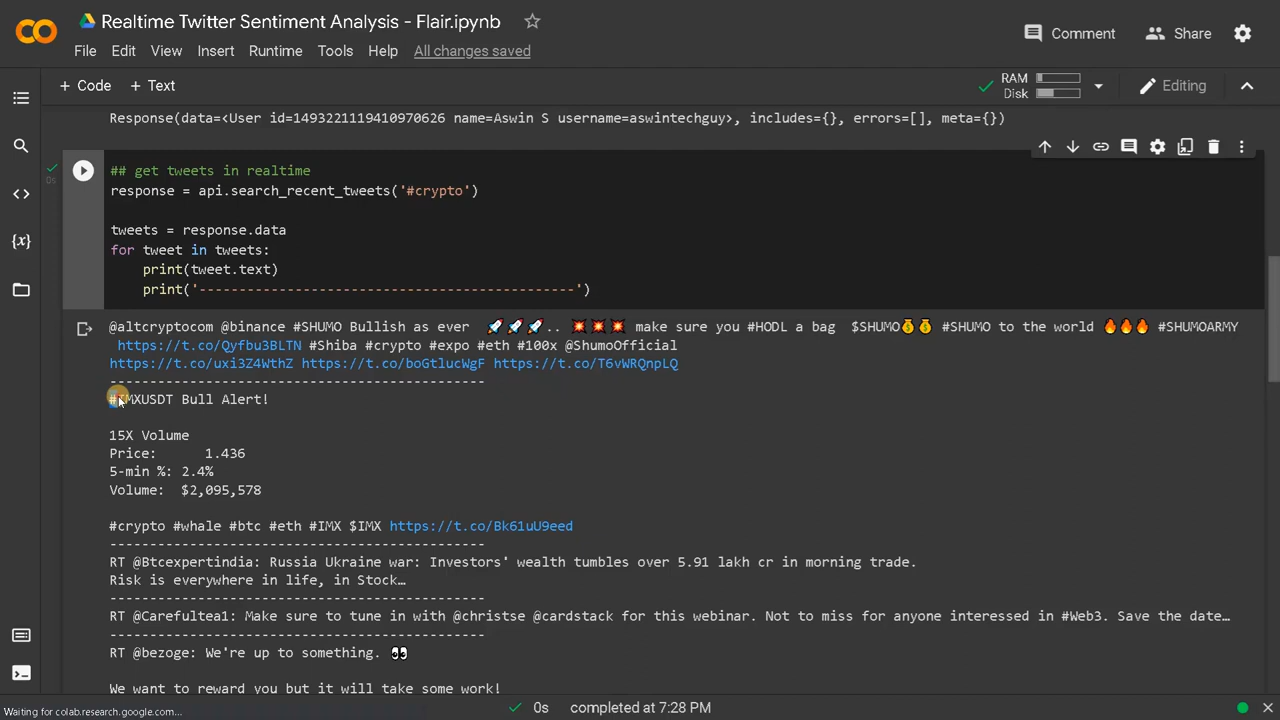 Realtime Twitter Sentiment Analysis - Flair.ipynb
File Edit View Insert Runtime Tools Help All changes saved
Comment Share
+ Code + Text
RAM
Disk
Editing
Response(data=<User id=1493221119410970626 name=Aswin S username=aswintechguy>, includes={}, errors=[], meta={})
0s
## get tweets in realtime
response = api.search_recent_tweets('#crypto')
tweets = response.data
for tweet in tweets:
print(tweet.text)
print('-----------------------------------------------')
@altcryptocom @binance #SHUMO Bullish as ever 🚀🚀🚀.. 💥💥💥 make sure you #HODL a bag $SHUMO💰💰 #SHUMO to the world 🔥🔥🔥 #SHUMOARMY
https://t.co/Qyfbu3BLTN #Shiba #crypto #expo #eth #100x @ShumoOfficial
https://t.co/uxi3Z4WthZ https://t.co/boGtlucWgF https://t.co/T6vWRQnpLQ
-----------------------------------------------
#IMXUSDT Bull Alert!
15X Volume
Price: 1.436
5-min %: 2.4%
Volume: $2,095,578
#crypto #whale #btc #eth #IMX $IMX https://t.co/Bk61uU9eed
-----------------------------------------------
RT @Btcexpertindia: Russia Ukraine war: Investors' wealth tumbles over 5.91 lakh cr in morning trade.
Risk is everywhere in life, in Stock…
-----------------------------------------------
RT @Carefultea1: Make sure to tune in with @christse @cardstack for this webinar. Not to miss for anyone interested in #Web3. Save the date…
-----------------------------------------------
RT @bezoge: We're up to something. 👀
We want to reward you but it will take some work!
Waiting for colab.research.google.com...
0s completed at 7:28 PM